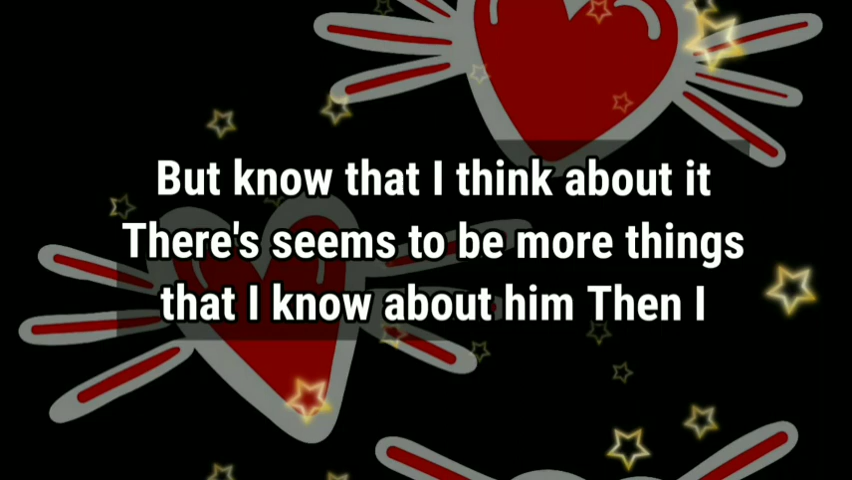 But know that I think about it
There's seems to be more things
that I know about him Then I